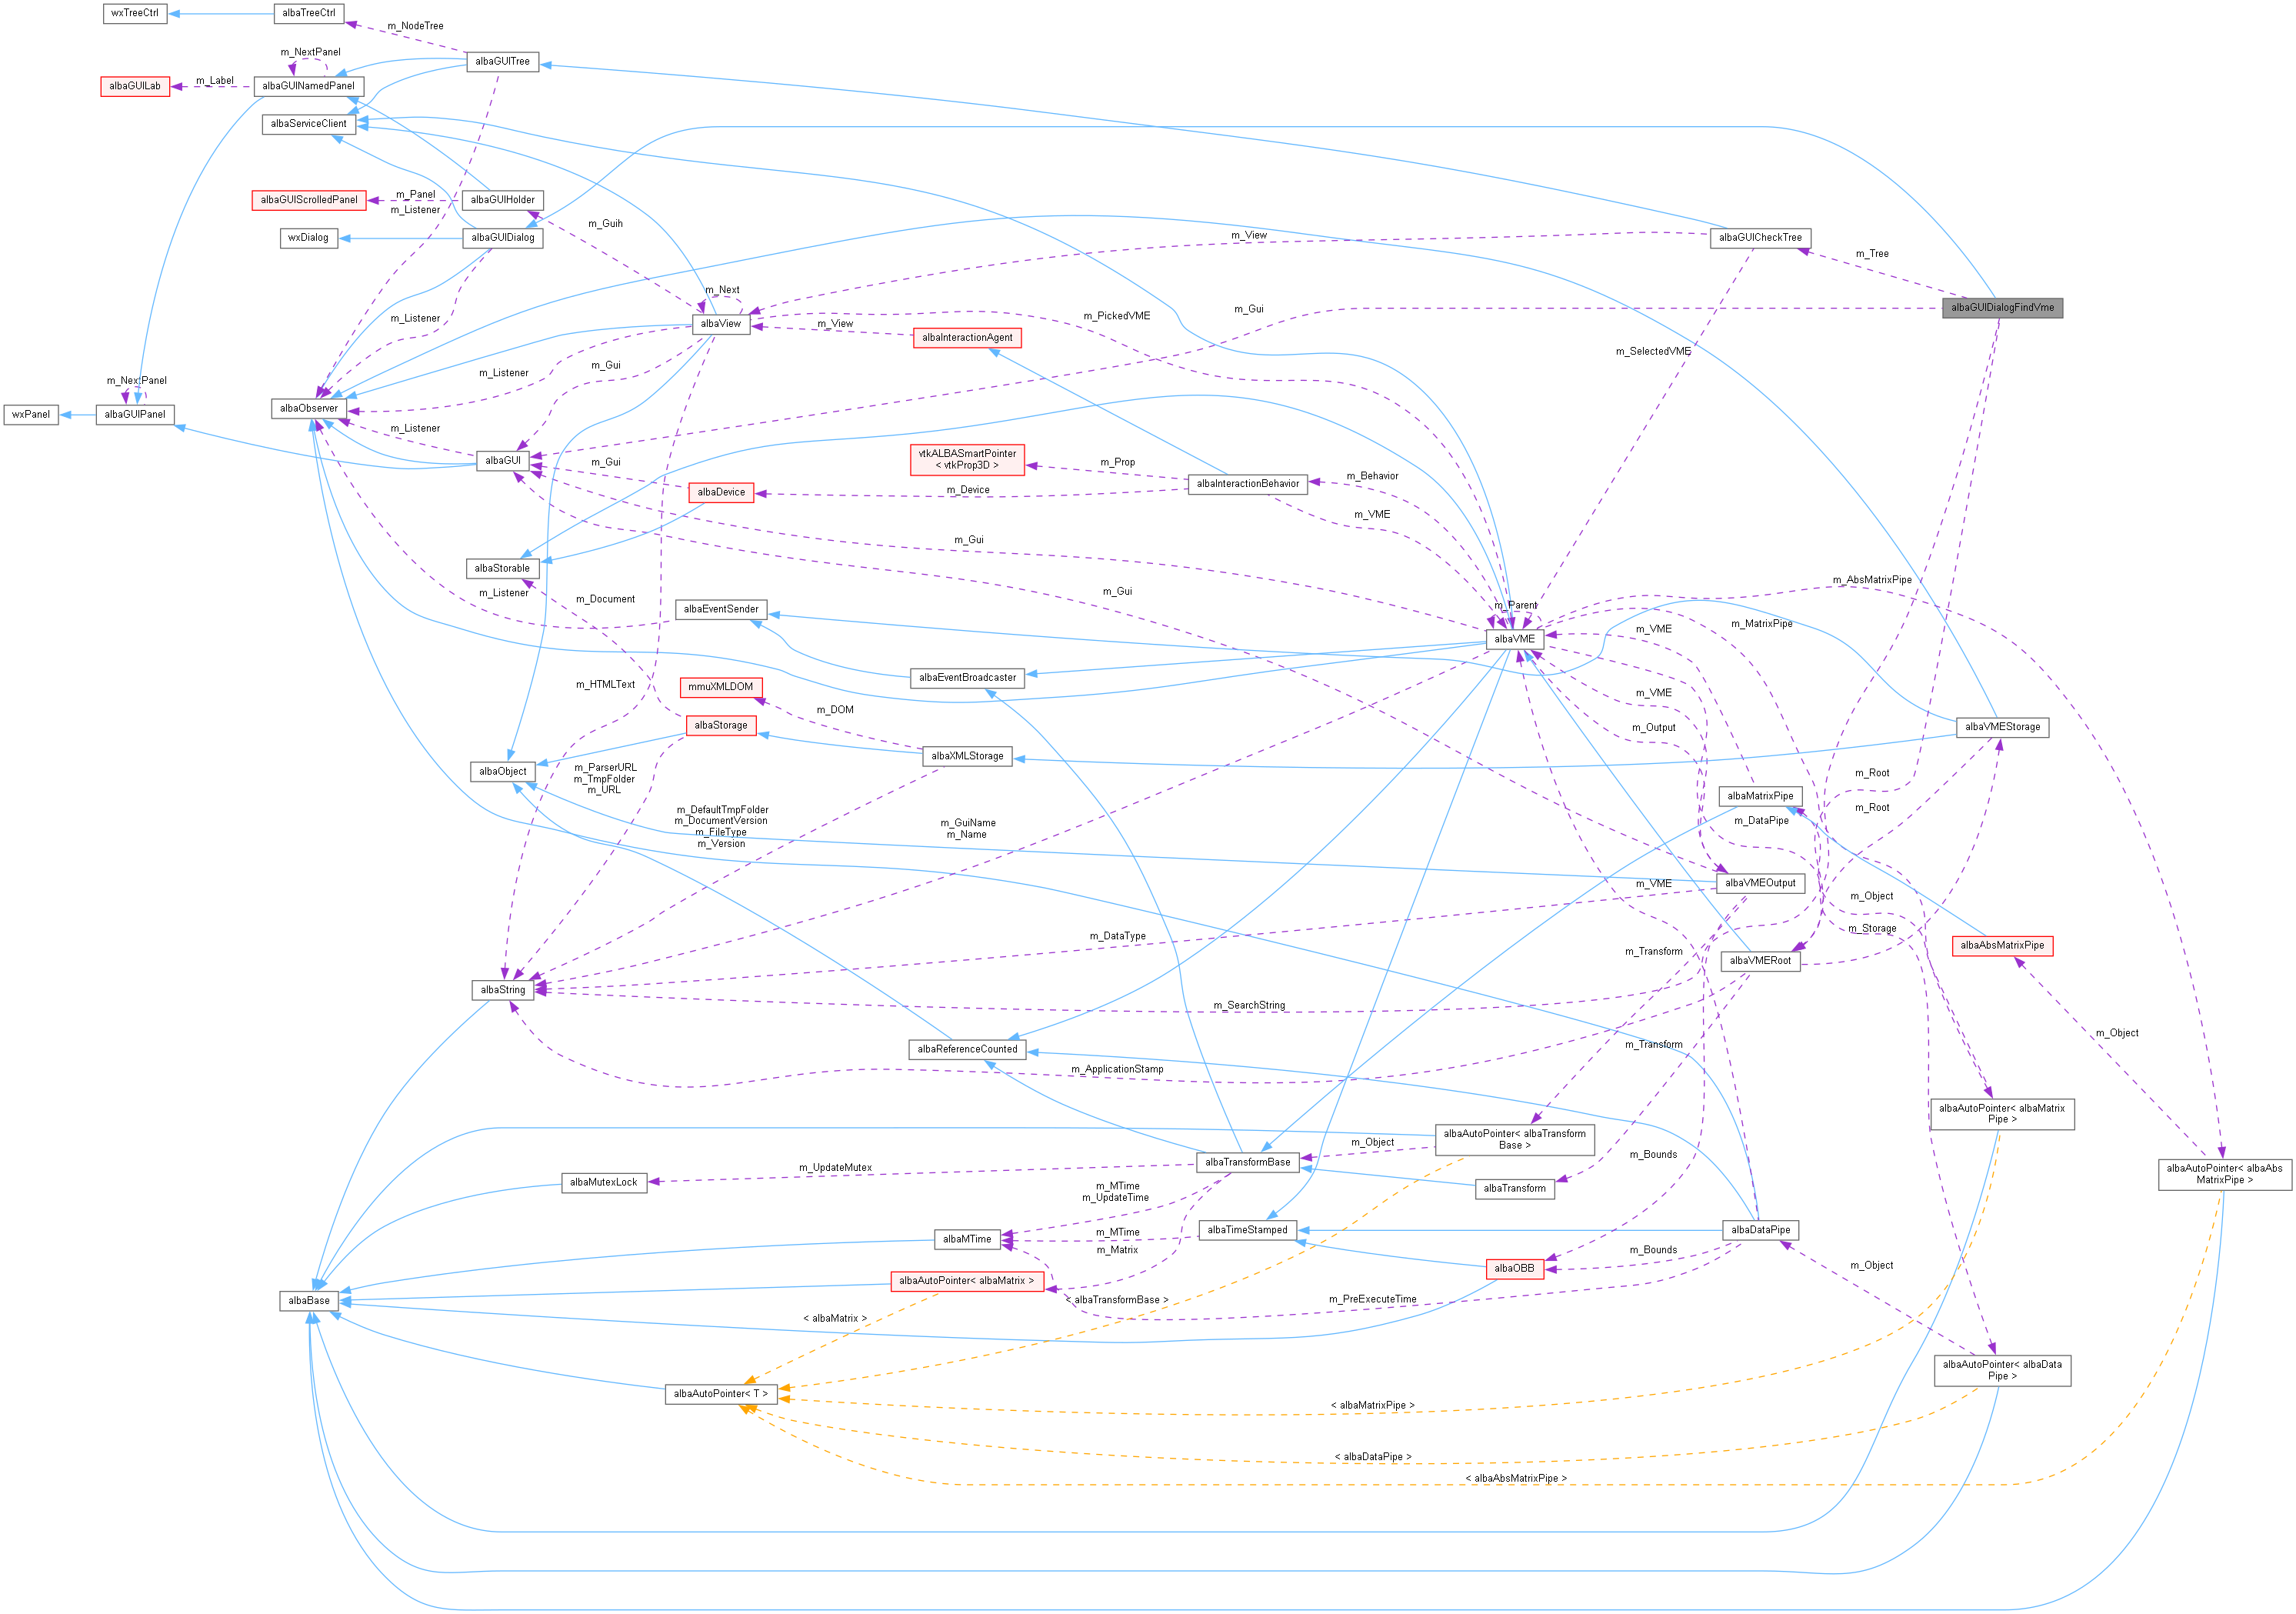 wxTreeCtrl
albaTreeCtrl
m_NodeTree
m_NextPanel
albaGUITree
m_Label
albaGUILab
albaGUINamedPanel
albaServiceClient
m_Panel
albaGUIScrolledPanel
albaGUIHolder
m_Listener
m_Guih
wxDialog
albaGUIDialog
m_View
albaGUICheckTree
m_Tree
m_Next
m_Gui
albaGUIDialogFindVme
m_PickedVME
albaView
m_View
albaInteractionAgent
m_Listener
m_SelectedVME
m_Gui
m_Listener
m_NextPanel
wxPanel
albaGUIPanel
albaObserver
m_Listener
albaGUI
vtkALBASmartPointer
< vtkProp3D >
m_Prop
m_Gui
albaDevice
m_Device
albaInteractionBehavior
m_Behavior
m_VME
m_Gui
albaStorable
m_AbsMatrixPipe
m_Listener
m_Document
m_Gui
albaEventSender
m_Parent
m_MatrixPipe
m_VME
albaVME
albaEventBroadcaster
m_HTMLText
mmuXMLDOM
m_VME
m_DOM
albaStorage
m_Output
albaVMEStorage
albaXMLStorage
albaObject
m_ParserURL
m_TmpFolder
m_URL
m_Root
albaMatrixPipe
m_Root
m_DefaultTmpFolder
m_DocumentVersion
m_FileType
m_Version
m_GuiName
m_Name
m_DataPipe
m_VME
albaVMEOutput
m_Object
m_Storage
m_DataType
albaAbsMatrixPipe
m_Transform
albaVMERoot
albaString
m_SearchString
m_Object
albaReferenceCounted
m_Transform
m_ApplicationStamp
albaAutoPointer< albaMatrix
Pipe >
albaAutoPointer< albaTransform
Base >
m_Object
m_Bounds
albaTransformBase
m_UpdateMutex
albaAutoPointer< albaAbs
MatrixPipe >
albaMutexLock
albaTransform
m_MTime
m_UpdateTime
albaTimeStamped
albaDataPipe
m_MTime
albaMTime
m_Matrix
m_Bounds
m_Object
albaOBB
albaAutoPointer< albaMatrix >
albaBase
< albaTransformBase >
m_PreExecuteTime
< albaMatrix >
albaAutoPointer< albaData
Pipe >
albaAutoPointer< T >
< albaMatrixPipe >
< albaDataPipe >
< albaAbsMatrixPipe >